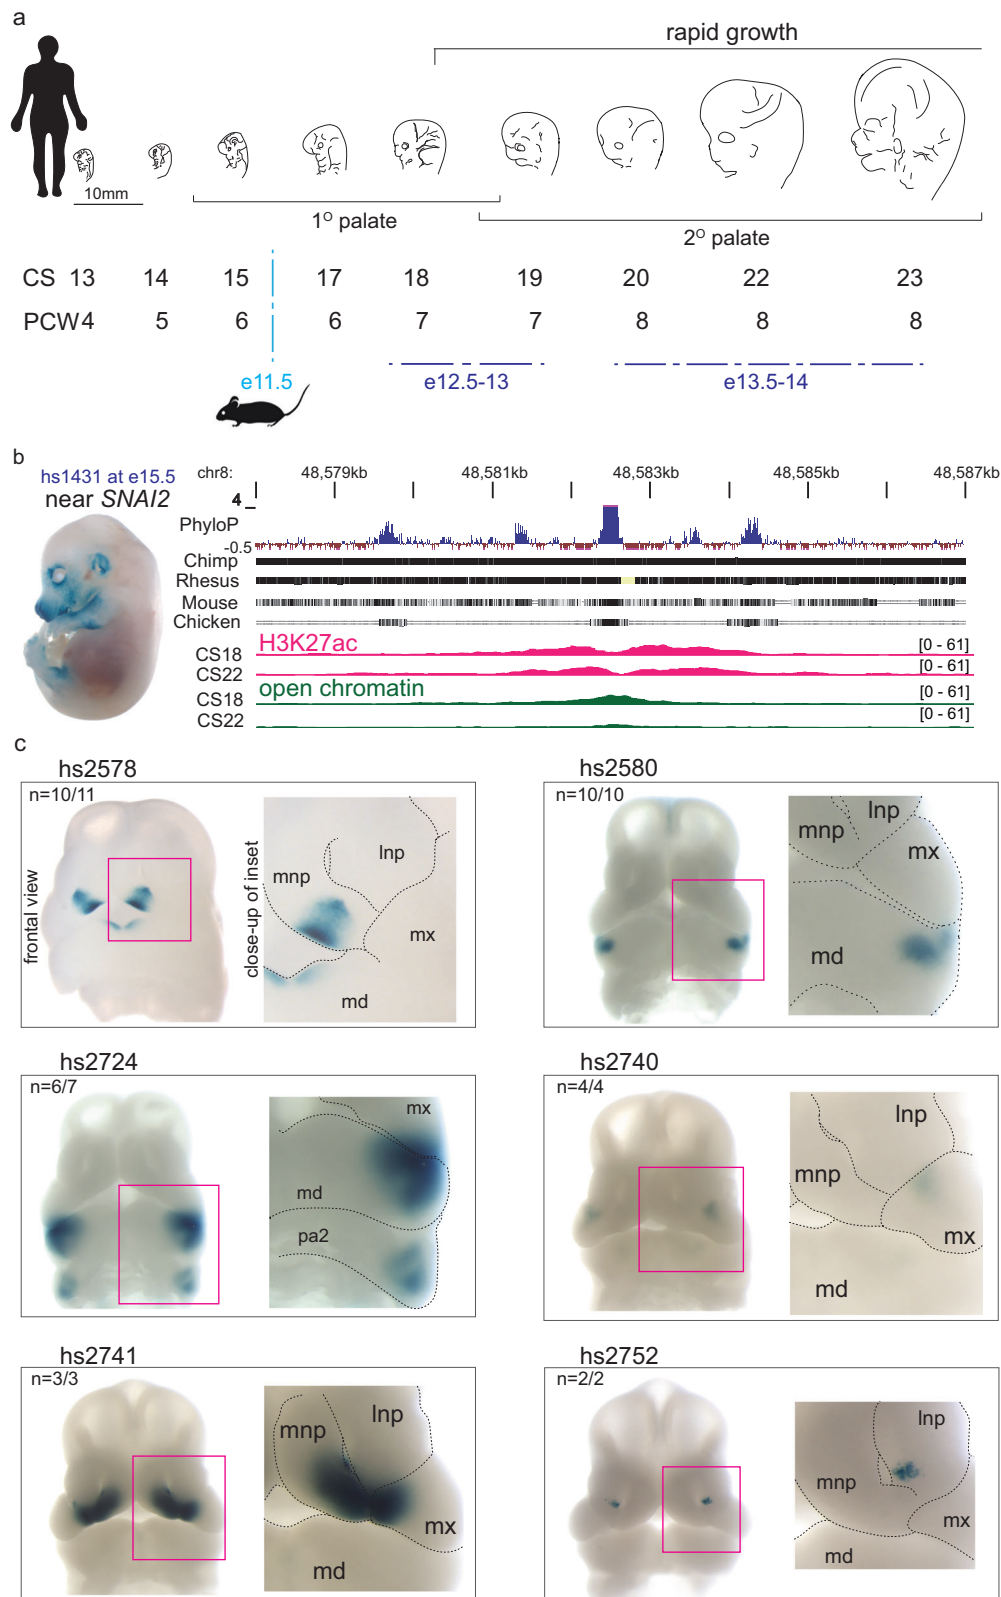 a
rapid growth
10mm
1º palate
2º palate
CS 13 14 15 17 18 19 20 22 23
PCW4 5 6 6 7 7 8 8 8
e11.5
e12.5-13
e13.5-14
b
hs1431 at e15.5
near SNAI2
chr8: 48,579kb 48,581kb 48,583kb 48,585kb 48,587kb
4
PhyloP
-0.5
Chimp
Rhesus
Mouse
Chicken
H3K27ac
CS18 [0 - 61]
CS22 [0 - 61]
open chromatin
CS18 [0 - 61]
CS22 [0 - 61]
c
hs2578
n=10/11
frontal view
close-up of inset
lnp
mnp
mx
md
hs2580
n=10/10
lnp
mnp
mx
md
hs2724
n=6/7
mx
md
pa2
hs2740
n=4/4
lnp
mnp
mx
md
hs2741
n=3/3
lnp
mnp
mx
md
hs2752
n=2/2
lnp
mnp
mx
md